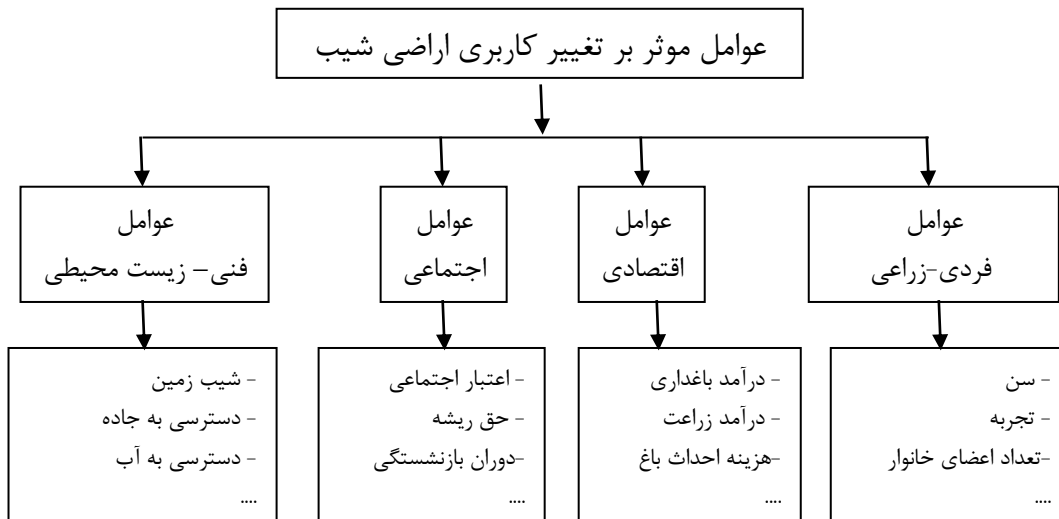 عوامل موثر بر تغییر کاربری اراضی شیب
عوامل
فردی-زراعی
عوامل
اقتصادی
عوامل
اجتماعی
عوامل
فنی– زیست محیطی
- سن
- تجربه
-تعداد اعضای خانوار
....
- درآمد باغداری
- درآمد زراعت
-هزینه احداث باغ
....
- اعتبار اجتماعی
- حق ریشه
-دوران بازنشستگی
....
- شیب زمین
- دسترسی به جاده
- دسترسی به آب
....